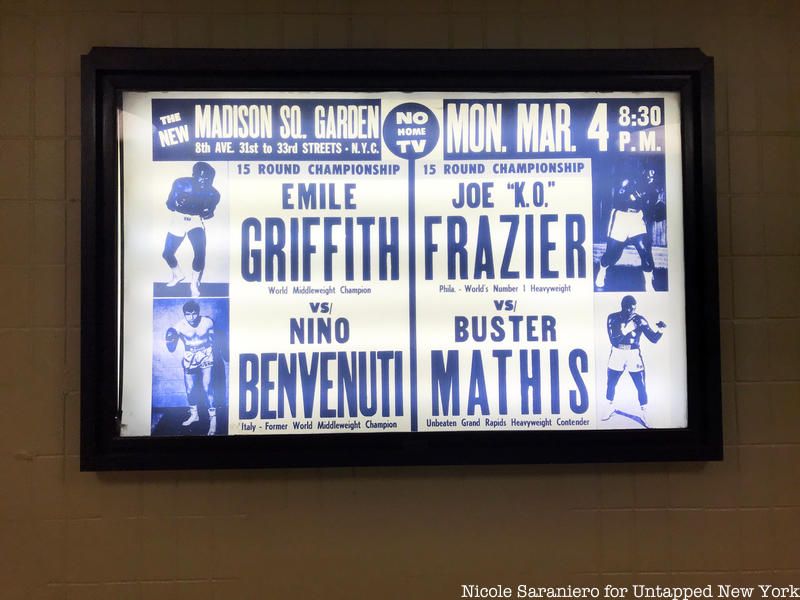 THE NEW
MADISON SQ. GARDEN
8th AVE. 31st to 33rd STREETS - N.Y.C.
NO HOME TV
MON. MAR. 4
8:30 P.M.
15 ROUND CHAMPIONSHIP
EMILE
GRIFFITH
World Middleweight Champion
VS/
NINO
BENVENUTI
Italy - Former World Middleweight Champion
15 ROUND CHAMPIONSHIP
JOE "K.O."
FRAZIER
Phila. - World's Number 1 Heavyweight
VS/
BUSTER
MATHIS
Unbeaten Grand Rapids Heavyweight Contender
Nicole Saraniero for Untapped New York